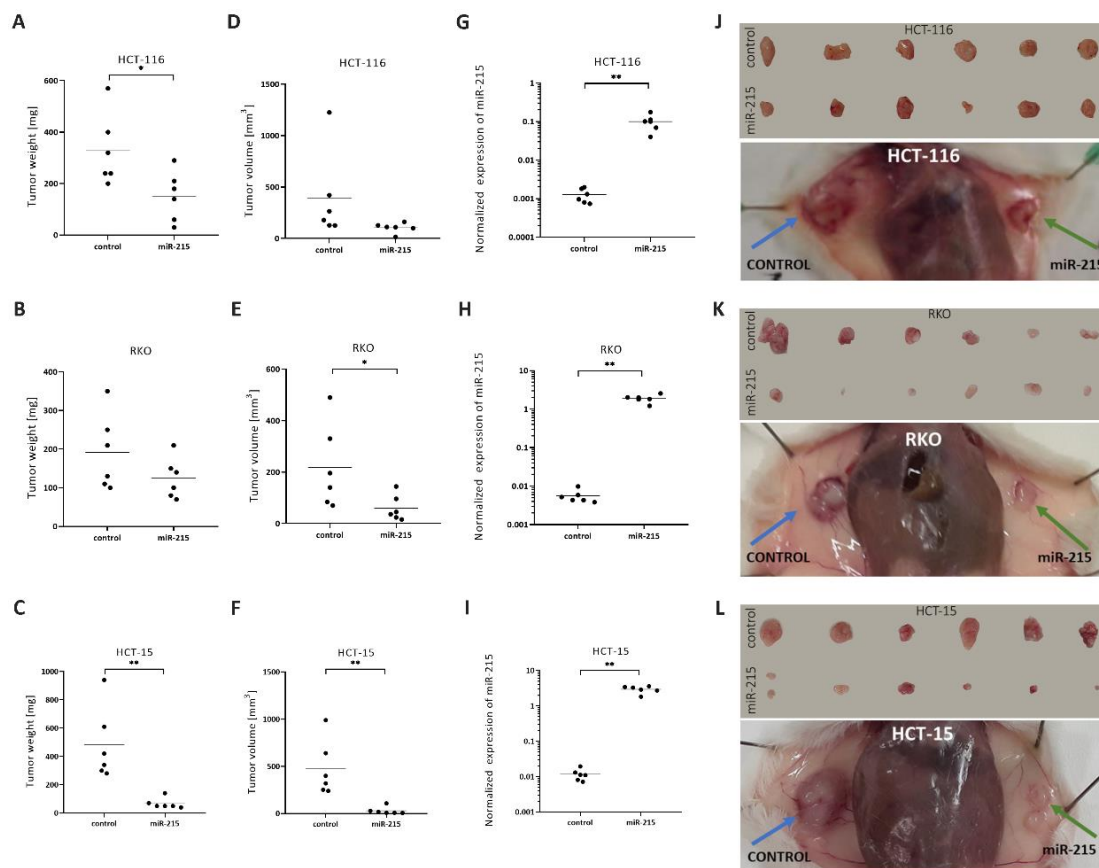 A
HCT-116
*
Tumor weight [mg]
600
400
200
0
control
miR-215
D
HCT-116
Tumor volume [mm³]
1500
1000
500
0
control
miR-215
G
HCT-116
**
Normalized expression of miR-215
1
0.1
0.01
0.001
0.0001
control
miR-215
J
HCT-116
control
miR-215
HCT-116
CONTROL
miR-215
B
RKO
Tumor weight [mg]
400
300
200
100
0
control
miR-215
E
RKO
*
Tumor volume [mm³]
600
400
200
0
control
miR-215
H
RKO
**
Normalized expression of miR-215
10
1
0.1
0.01
0.001
control
miR-215
K
RKO
control
miR-215
RKO
CONTROL
miR-215
C
HCT-15
**
Tumor weight [mg]
1000
800
600
400
200
0
control
miR-215
F
HCT-15
**
Tumor volume [mm³]
1500
1000
500
0
control
miR-215
I
HCT-15
**
Normalized expression of miR-215
10
1
0.1
0.01
0.001
control
miR-215
L
HCT-15
control
miR-215
HCT-15
CONTROL
miR-215